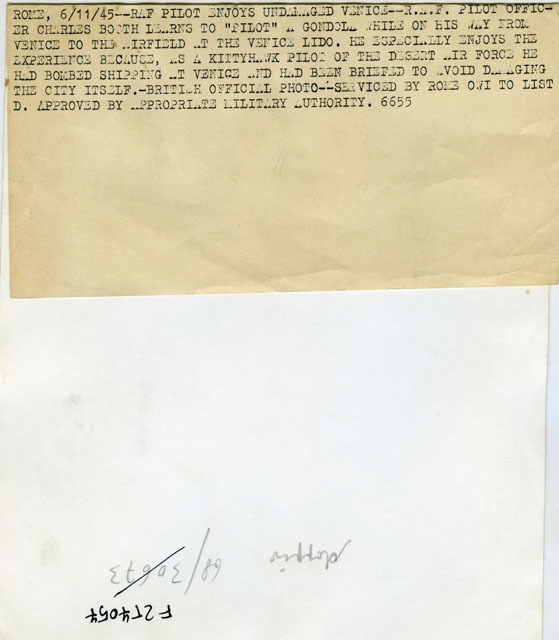 ROME, 6/11/45--RAF PILOT ENJOYS UNDAMAGED VENICE--R.A.F. PILOT OFFIC-
ER CHARLES BOOTH LEARNS TO "PILOT" A GONDOLA WHILE ON HIS WAY FROM
VENICE TO THE AIRFIELD AT THE VENICE LIDO. HE ESPECIALLY ENJOYS THE
EXPERIENCE BECAUSE, AS A KITTYHAWK PILOT OF THE DESERT AIR FORCE HE
HAD BOMBED SHIPPING AT VENICE AND HAD BEEN BRIEFED TO AVOID DAMAGING
THE CITY ITSELF.-BRITISH OFFICIAL PHOTO--SERVICED BY ROME OWI TO LIST
D. APPROVED BY APPROPRIATE MILITARY AUTHORITY. 6655
doppio
68/30673